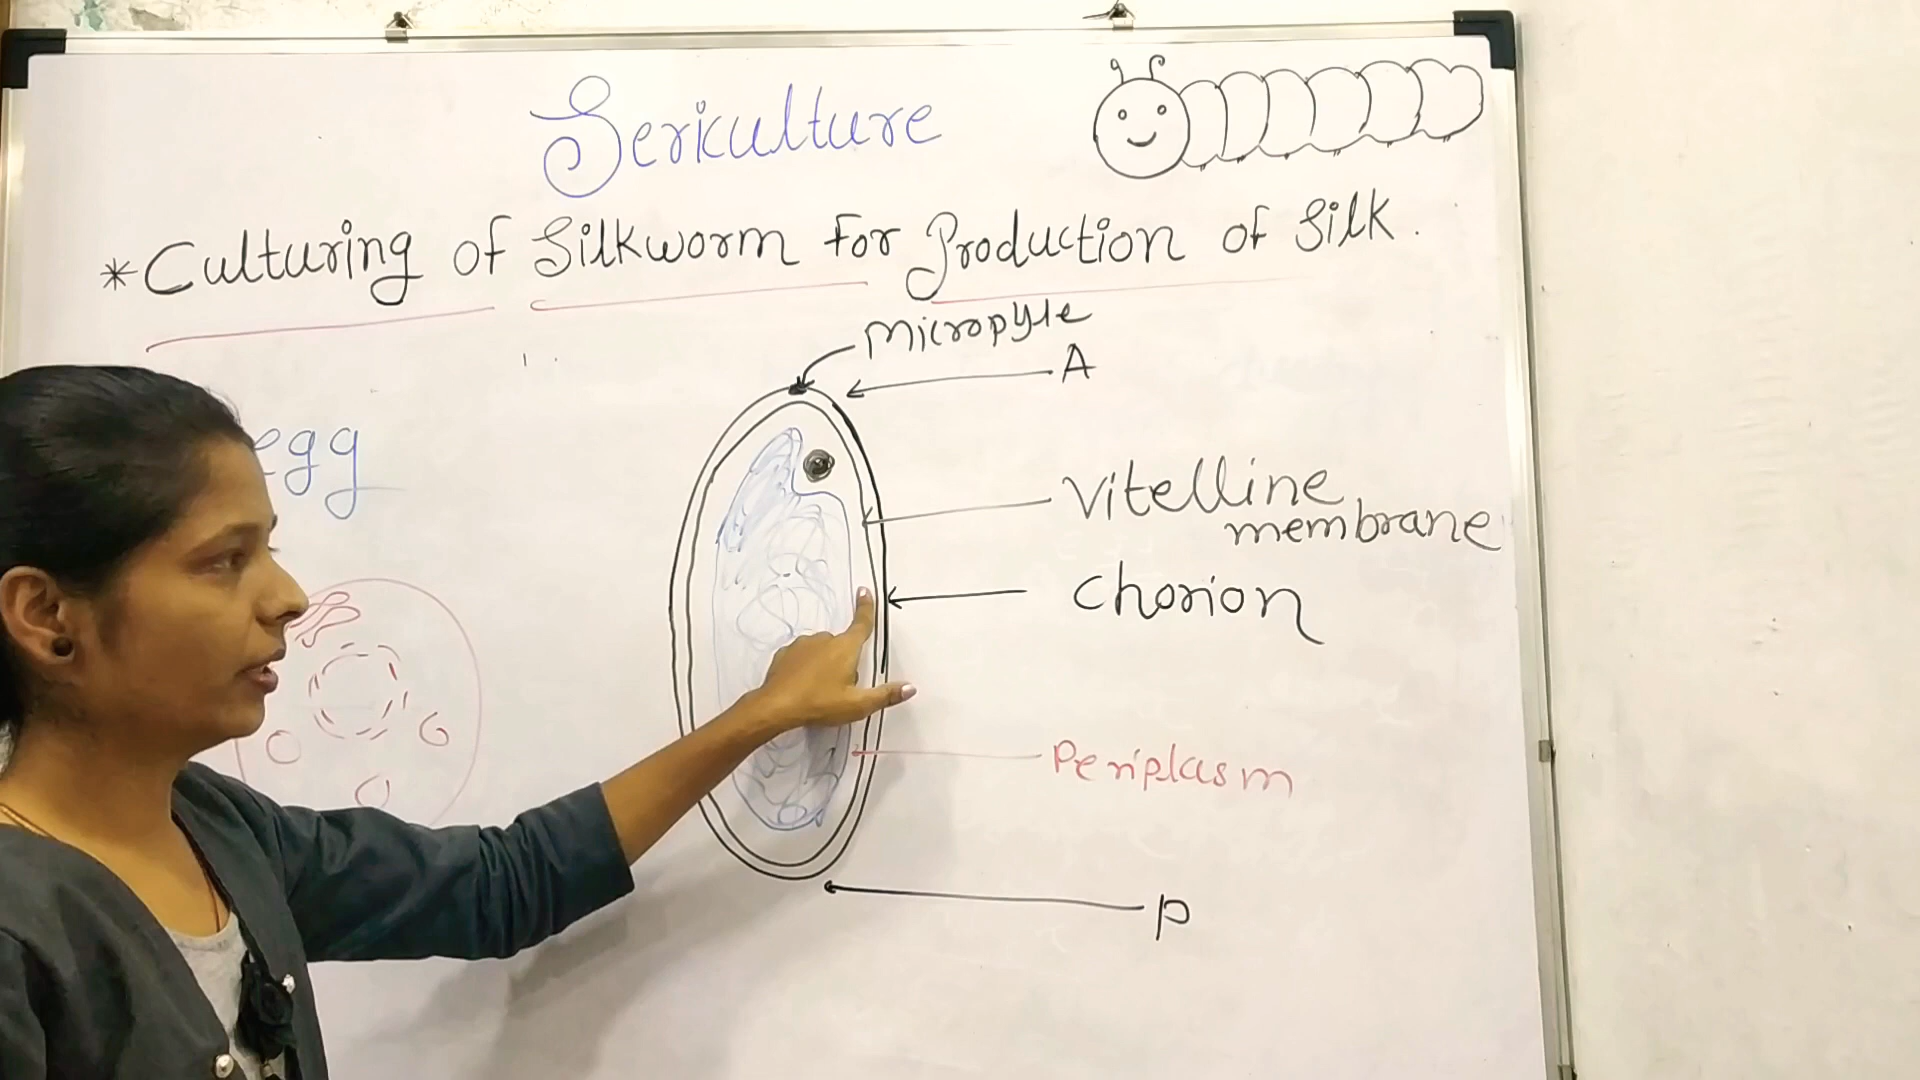 Sericulture
*Culturing of Silkworm For Production of Silk.
Micropyle
A
egg
Vitelline
membrane
Chorion
Periplasm
P